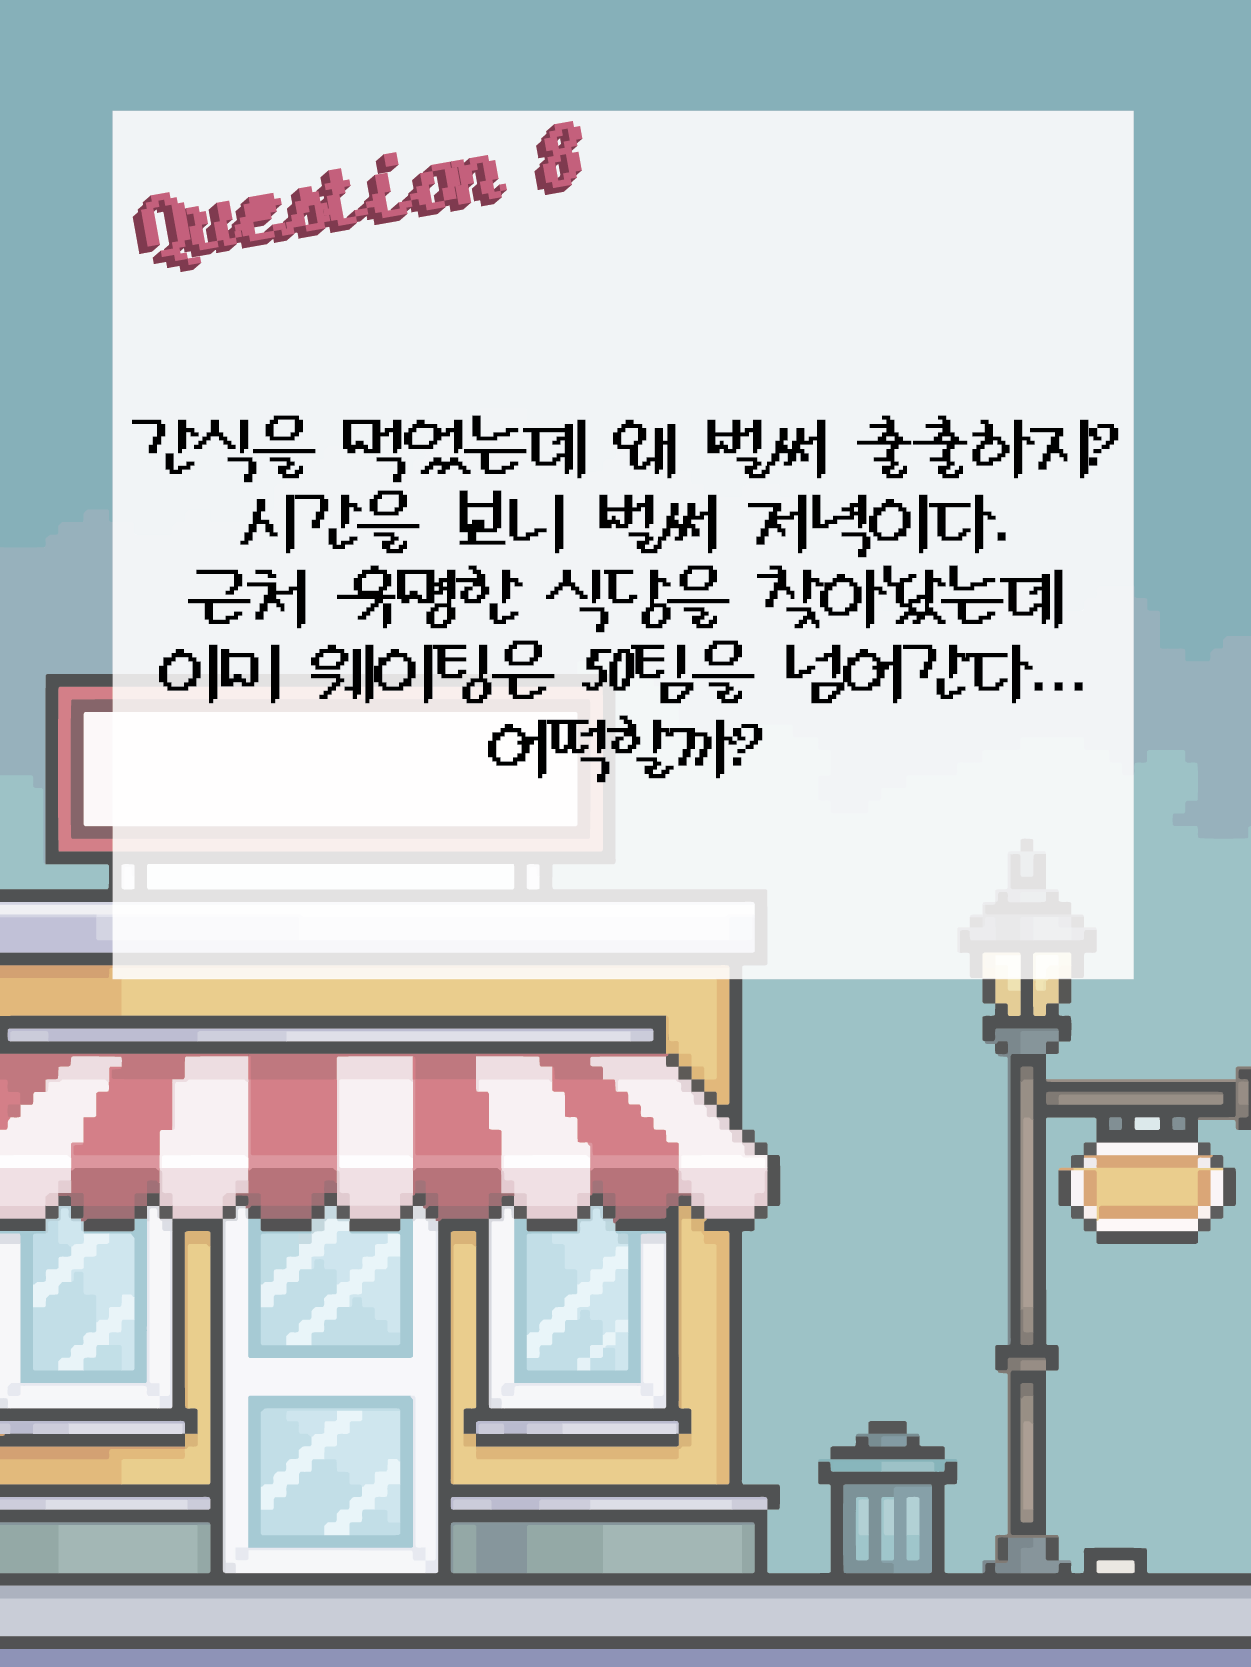 Question 8
간식을 먹었는데 왜 벌써 출출하지?
시간을 보니 벌써 저녁이다.
근처 유명한 식당을 찾아갔는데
이미 웨이팅은 50팀을 넘어간다...
어떡할까?